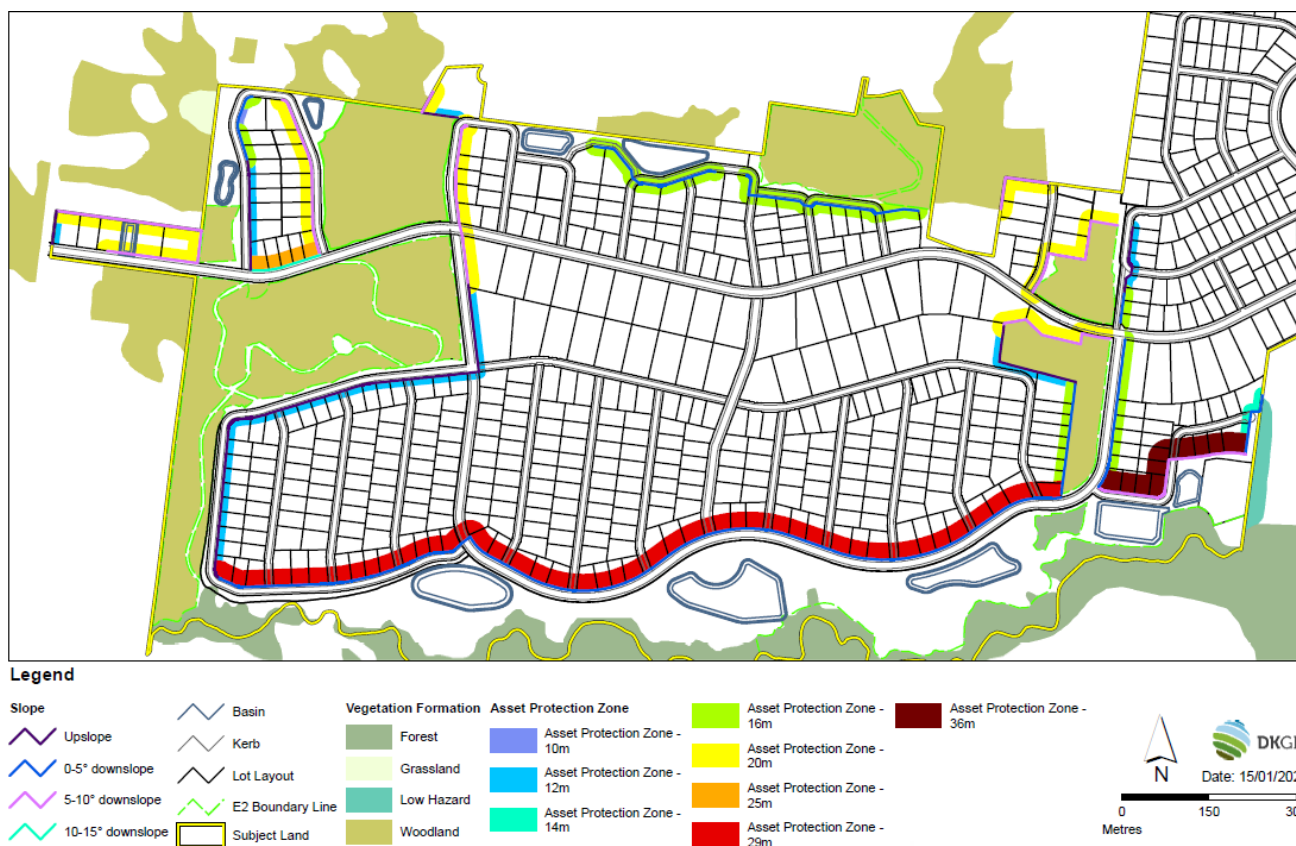 Legend
Slope
Upslope
0-5° downslope
5-10° downslope
10-15° downslope
Basin
Kerb
Lot Layout
E2 Boundary Line
Subject Land
Vegetation Formation
Forest
Grassland
Low Hazard
Woodland
Asset Protection Zone
Asset Protection Zone -
10m
Asset Protection Zone -
12m
Asset Protection Zone -
14m
Asset Protection Zone -
16m
Asset Protection Zone -
20m
Asset Protection Zone -
25m
Asset Protection Zone -
29m
Asset Protection Zone -
36m
N
Date: 15/01/202
0 150
Metres